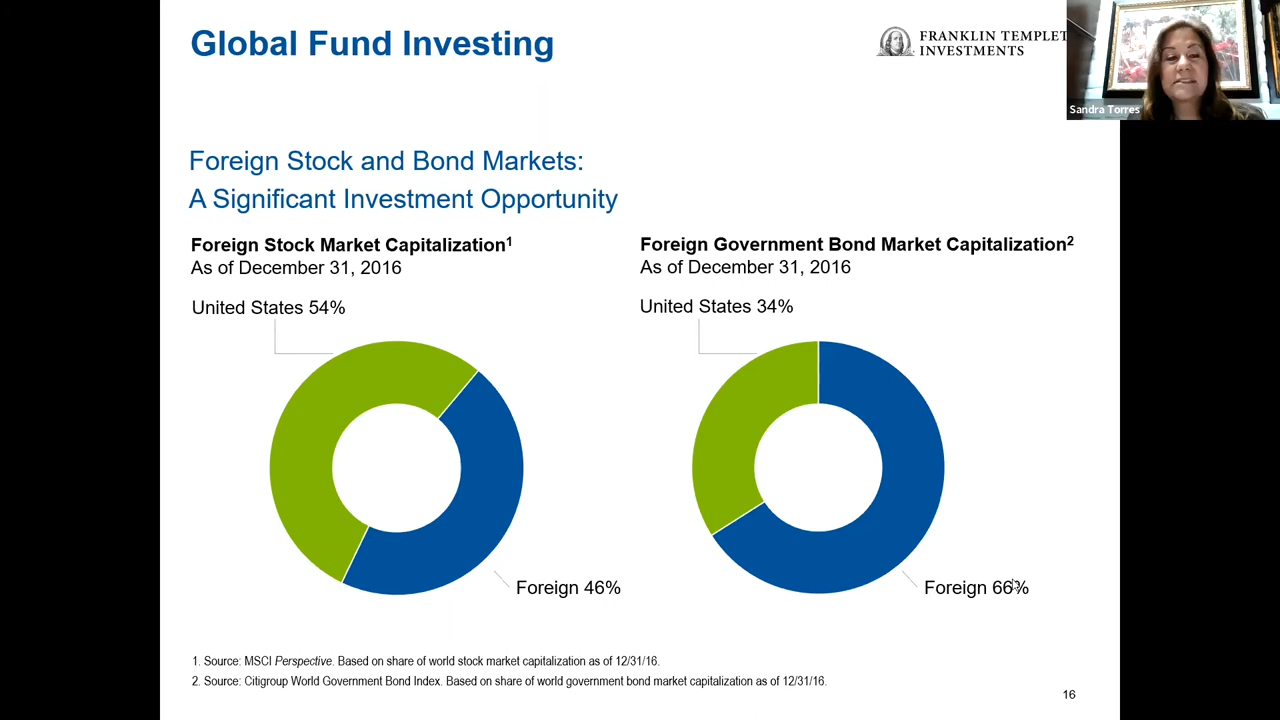 Global Fund Investing
FRANKLIN TEMPLET
INVESTMENTS
Sandra Torres
Foreign Stock and Bond Markets:
A Significant Investment Opportunity
Foreign Stock Market Capitalization1
As of December 31, 2016
United States 54%
Foreign 46%
Foreign Government Bond Market Capitalization2
As of December 31, 2016
United States 34%
Foreign 66%
1. Source: MSCI Perspective. Based on share of world stock market capitalization as of 12/31/16.
2. Source: Citigroup World Government Bond Index. Based on share of world government bond market capitalization as of 12/31/16.
16